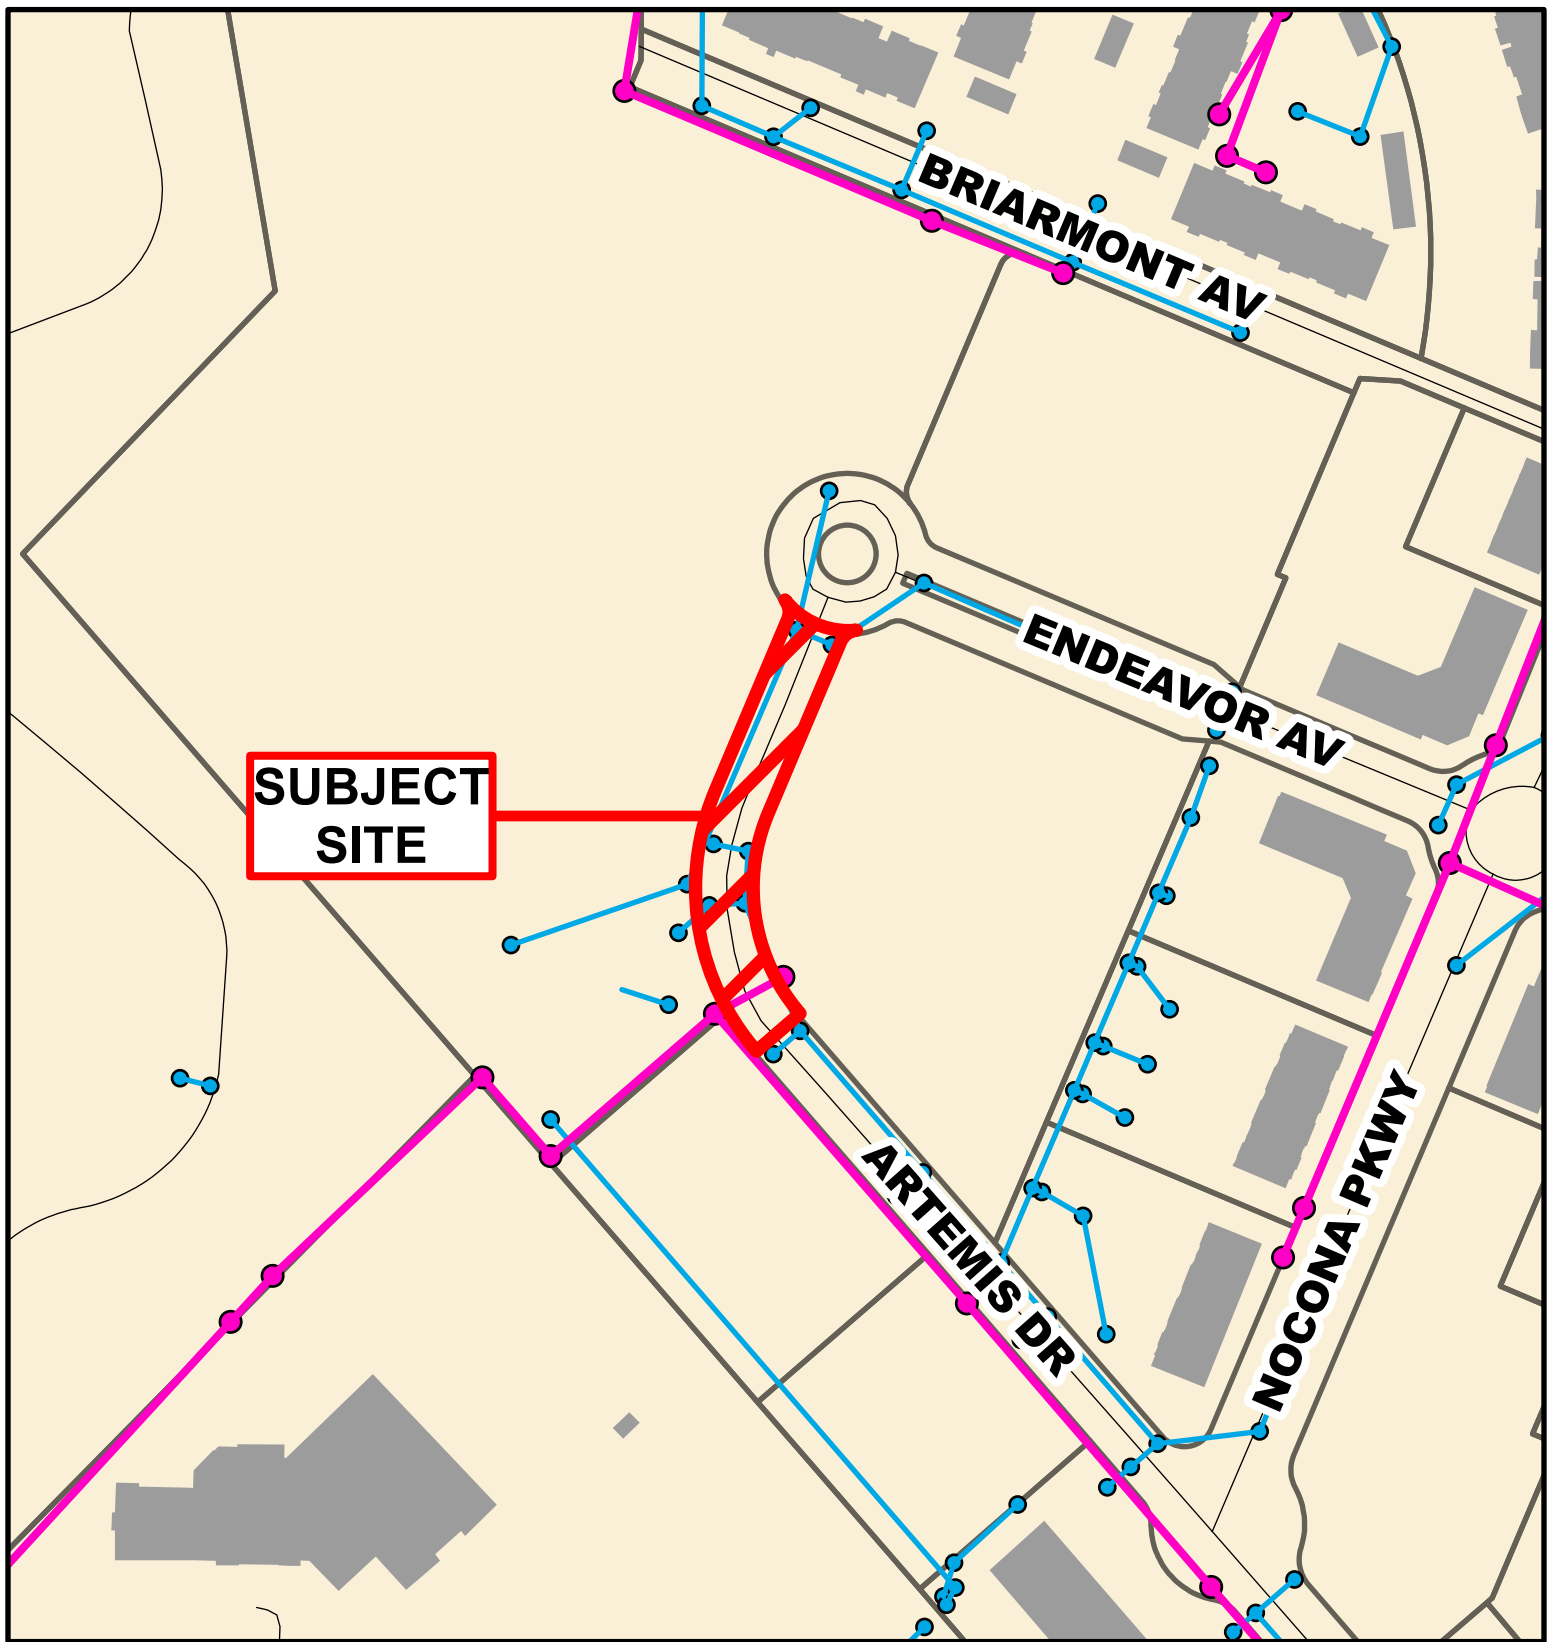 BRIARMONT AV
ENDEAVOR AV
SUBJECT
SITE
ARTEMIS DR
NOCONA PKWY